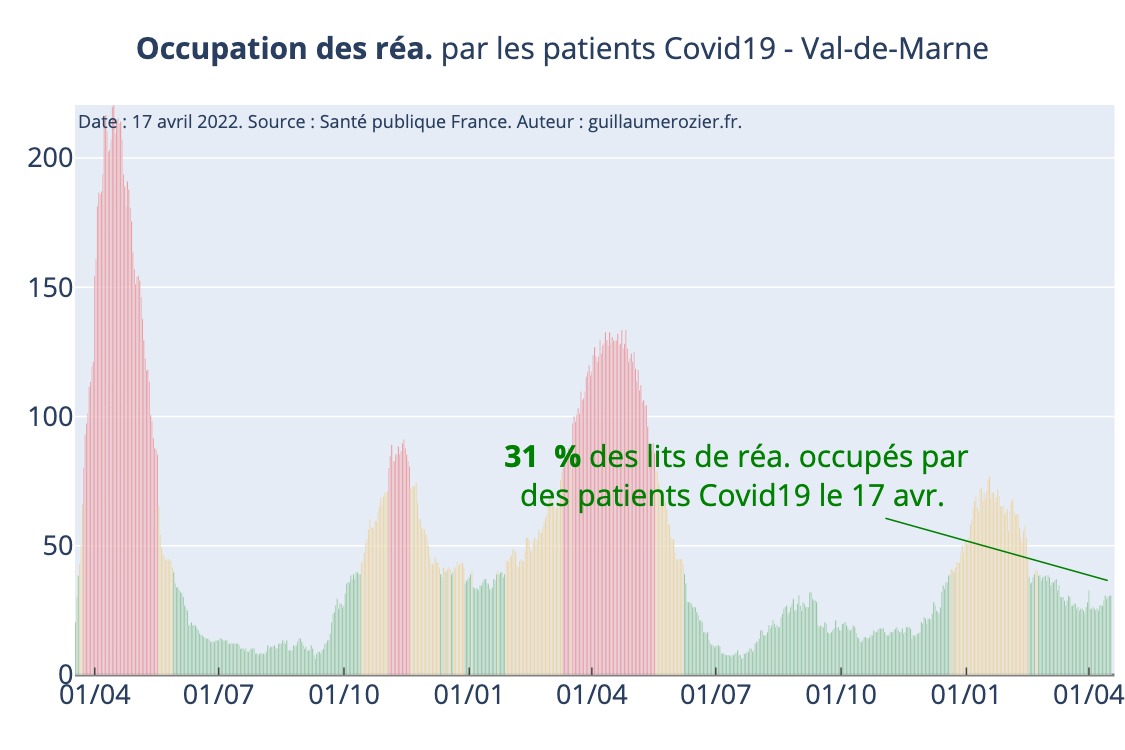 Occupation des réa. par les patients Covid19 - Val-de-Marne
Date : 17 avril 2022. Source : Santé publique France. Auteur : guillaumerozier.fr.
200
150
100
50
0
31 % des lits de réa. occupés par
des patients Covid19 le 17 avr.
01/04 01/07 01/10 01/01 01/04 01/07 01/10 01/01 01/04